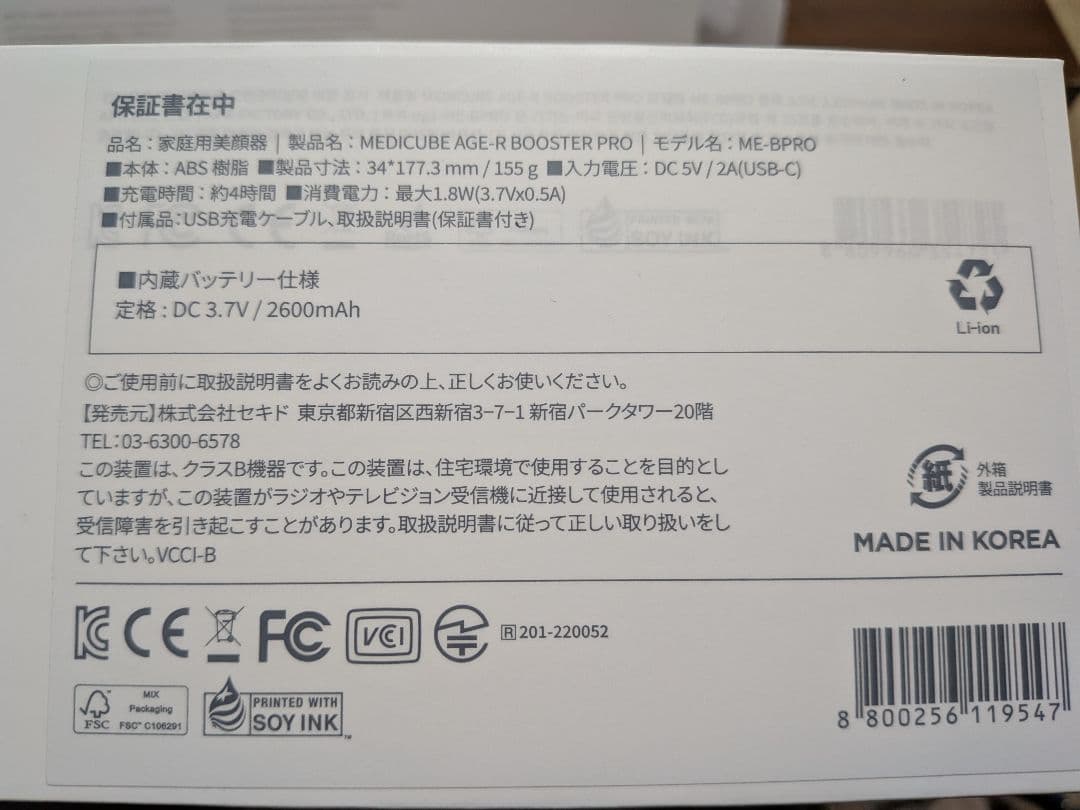 保証書在中
品名：家庭用美顔器 | 製品名：MEDICUBE AGE-R BOOSTER PRO | モデル名：ME-BPRO
■本体：ABS 樹脂 ■製品寸法：34*177.3 mm / 155 g ■入力電圧：DC 5V / 2A(USB-C)
■充電時間：約4時間 ■消費電力：最大1.8W(3.7Vx0.5A)
■付属品：USB充電ケーブル、取扱説明書(保証書付き)
■内蔵バッテリー仕様
定格：DC 3.7V / 2600mAh
Li-ion
◎ご使用前に取扱説明書をよくお読みの上、正しくお使いください。
【発売元】株式会社セキド 東京都新宿区西新宿3-7-1 新宿パークタワー20階
TEL：03-6300-6578
この装置は、クラスB機器です。この装置は、住宅環境で使用することを目的とし
ていますが、この装置がラジオやテレビジョン受信機に近接して使用されると、
受信障害を引き起こすことがあります。取扱説明書に従って正しい取り扱いをし
て下さい。VCCI-B
紙
外箱
製品説明書
MADE IN KOREA
KC CE FC VCI R 201-220052
FSC
MIX
Packaging
FSC™ C106291
PRINTED WITH
SOY INK™
8 800256 119547